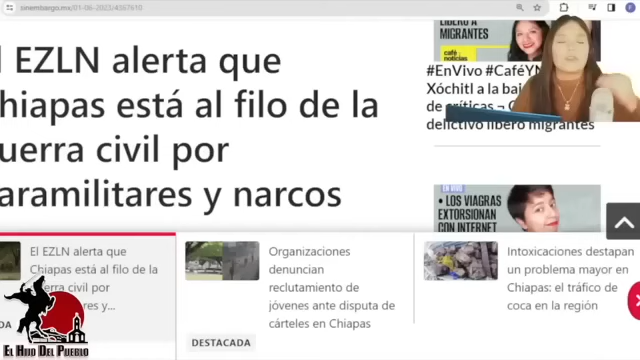 sinembargo.mx/01-06-2023/4367610
l EZLN alerta que
hiapas está al filo de la
uerra civil por
aramilitares y narcos
LIBERÓ A
MIGRANTES
café
noticias
#EnVivo #CaféYN
Xóchitl a la baj
de críticas ¬ C
delictivo liberó migrantes
EN VIVO
• LOS VIAGRAS
EXTORSIONAN
CON INTERNET
El EZLN alerta que
Chiapas está al filo de la
guerra civil por
res y...
DA
Organizaciones
denuncian
reclutamiento de
jóvenes ante disputa de
cárteles en Chiapas
DESTACADA
Intoxicaciones destapan
un problema mayor en
Chiapas: el tráfico de
coca en la región
EL HIJO DEL PUEBLO